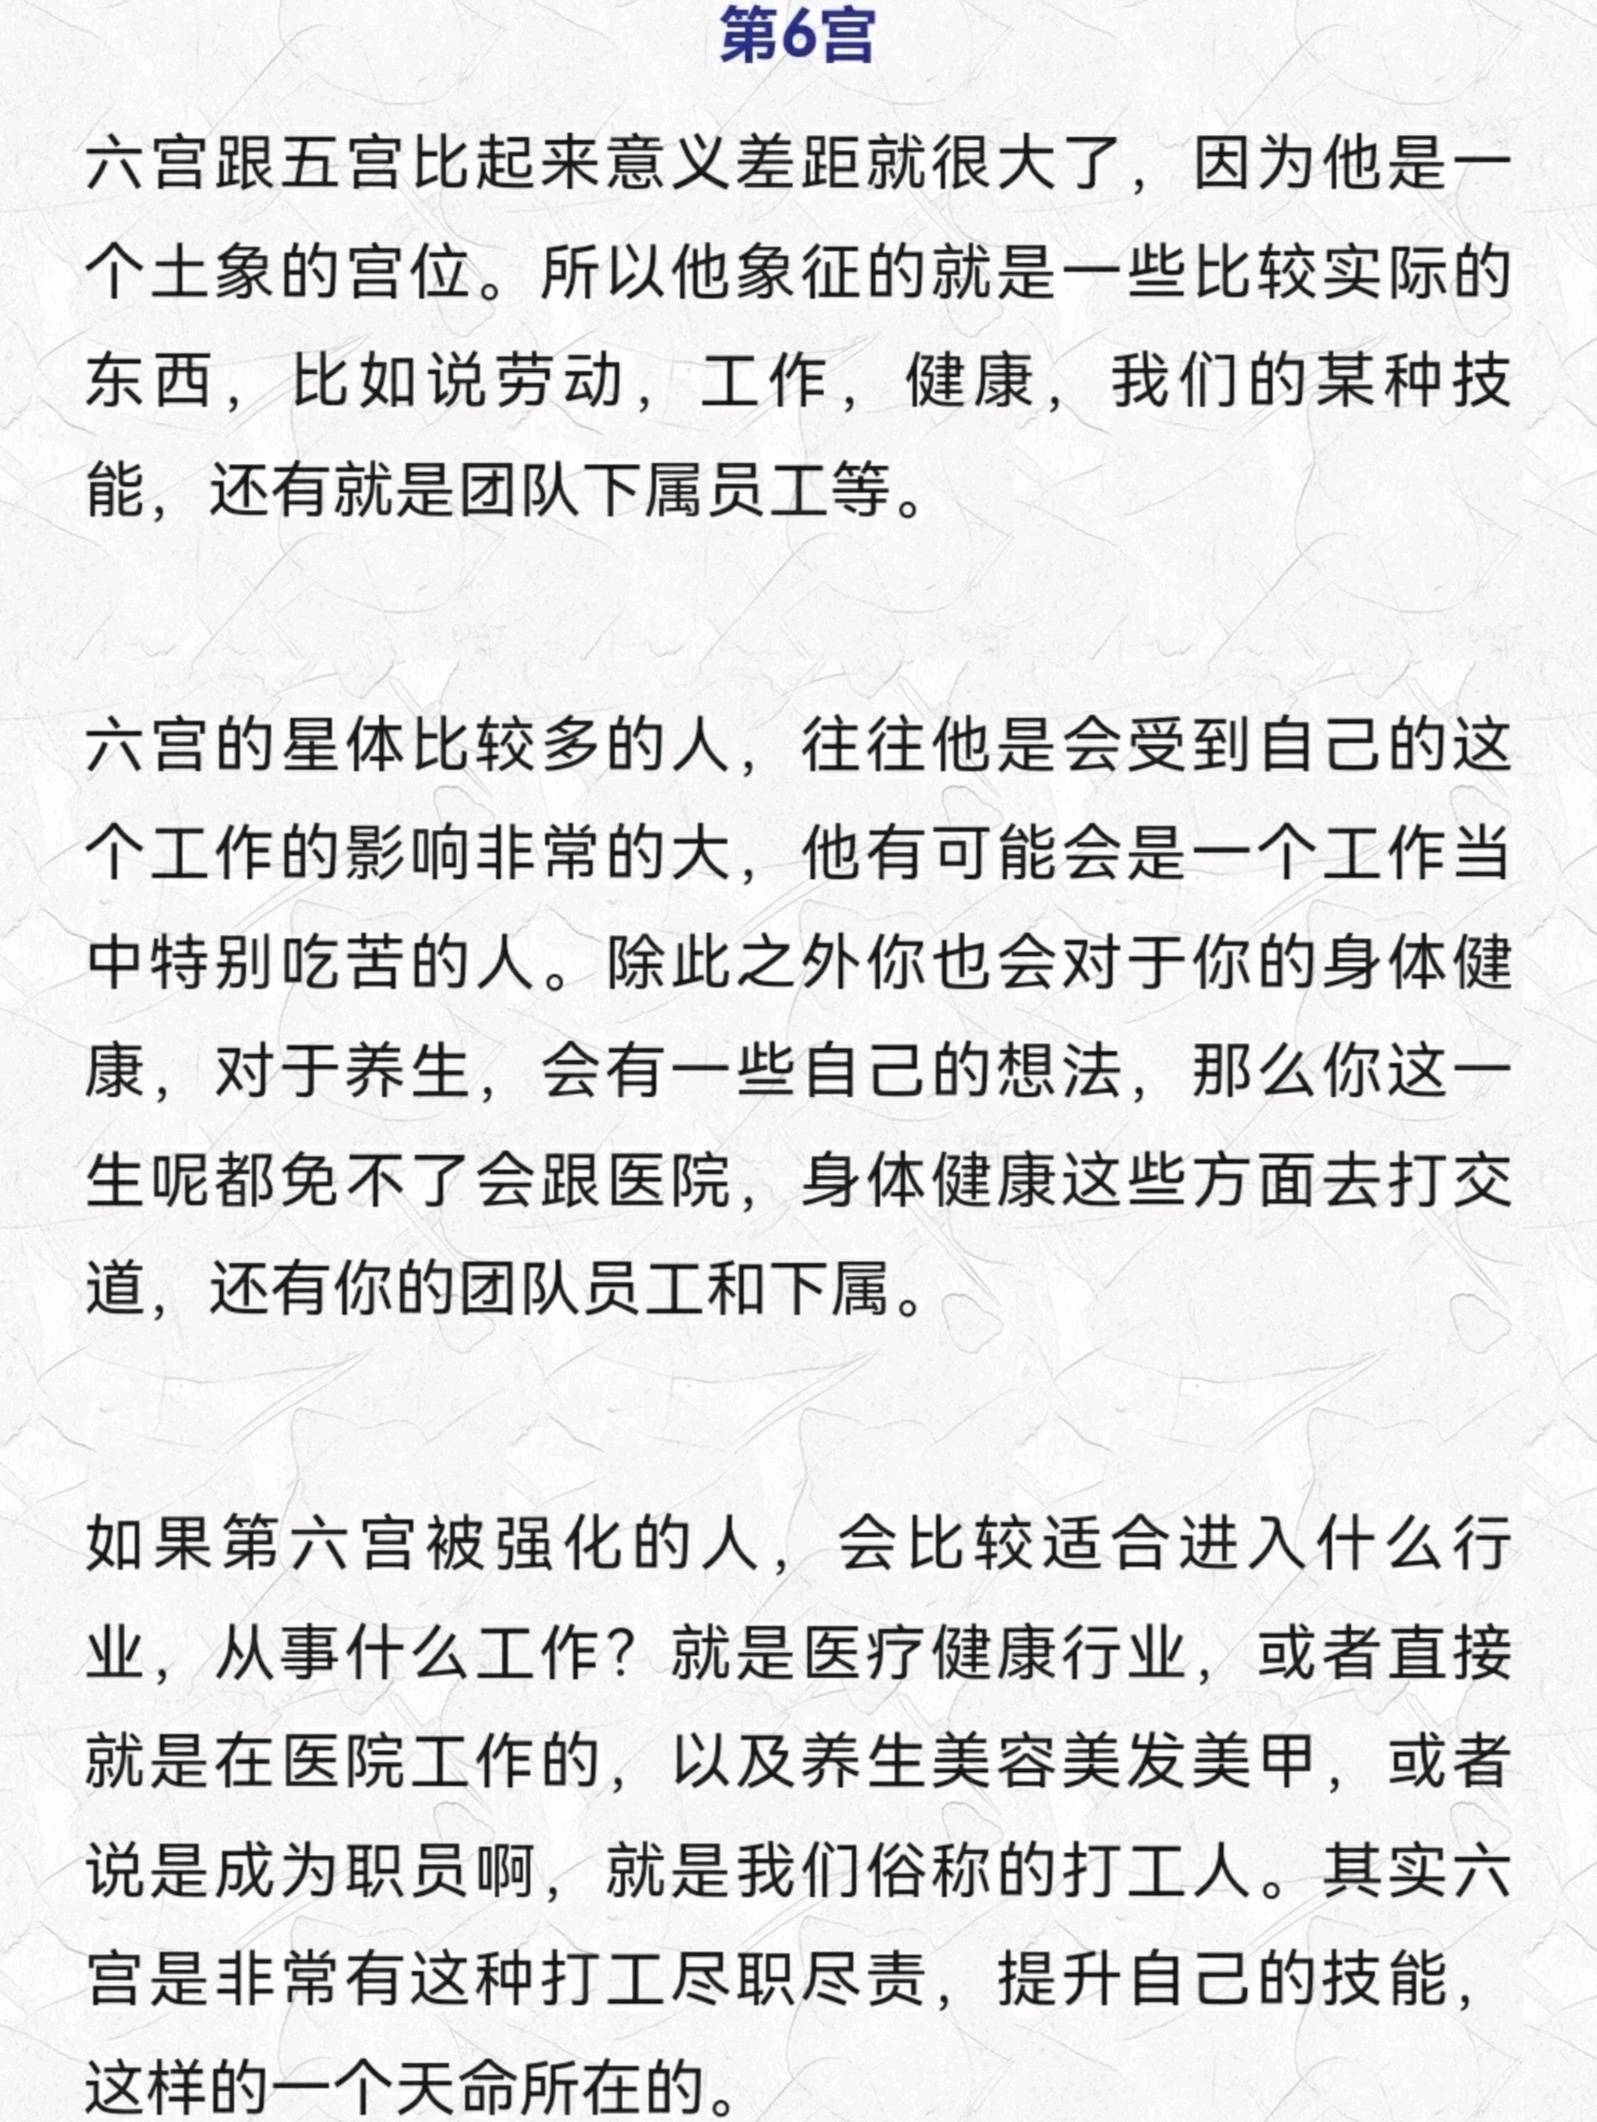 第6宫
六宫跟五宫比起来意义差距就很大了，因为他是一
个土象的宫位。所以他象征的就是一些比较实际的
东西，比如说劳动，工作，健康，我们的某种技
能，还有就是团队下属员工等。
六宫的星体比较多的人，往往他是会受到自己的这
个工作的影响非常的大，他有可能会是一个工作当
中特别吃苦的人。除此之外你也会对于你的身体健
康，对于养生，会有一些自己的想法，那么你这一
生呢都免不了会跟医院，身体健康这些方面去打交
道，还有你的团队员工和下属。
如果第六宫被强化的人，会比较适合进入什么行
业，从事什么工作？就是医疗健康行业，或者直接
就是在医院工作的，以及养生美容美发美甲，或者
说是成为职员啊，就是我们俗称的打工人。其实六
宫是非常有这种打工尽职尽责，提升自己的技能，
这样的一个天命所在的。